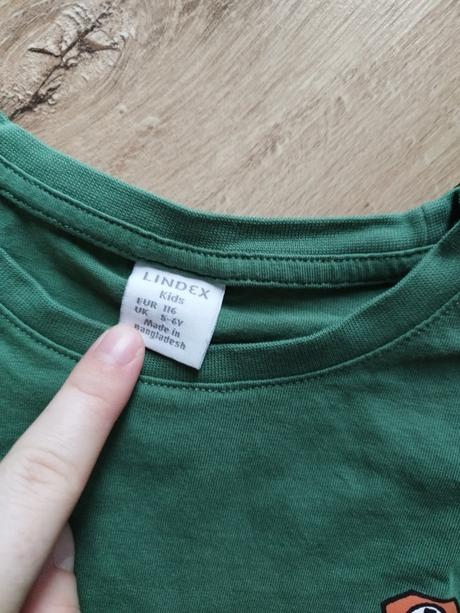 LINDEX
Kids
EUR 116
UK 5-6Y
Made in
Bangladesh